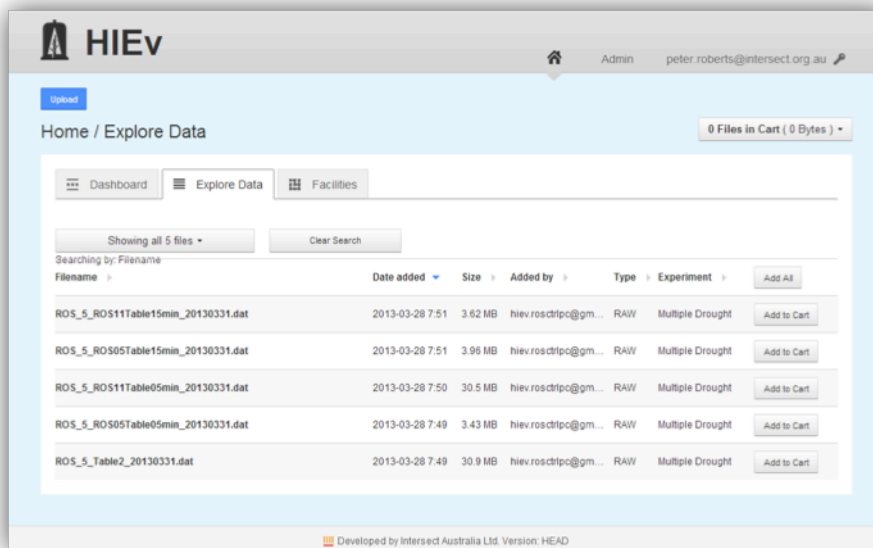 HIEv
Admin peter.roberts@intersect.org.au
Upload
Home / Explore Data
0 Files in Cart ( 0 Bytes )
Dashboard Explore Data Facilities
Showing all 5 files Clear Search
Searching by: Filename
Filename Date added Size Added by Type Experiment Add All
ROS_5_ROS11Table15min_20130331.dat 2013-03-28 7:51 3.62 MB hiev.rosctrlpc@gm... RAW Multiple Drought Add to Cart
ROS_5_ROS05Table15min_20130331.dat 2013-03-28 7:51 3.96 MB hiev.rosctrlpc@gm... RAW Multiple Drought Add to Cart
ROS_5_ROS11Table05min_20130331.dat 2013-03-28 7:50 30.5 MB hiev.rosctrlpc@gm... RAW Multiple Drought Add to Cart
ROS_5_ROS05Table05min_20130331.dat 2013-03-28 7:49 3.43 MB hiev.rosctrlpc@gm... RAW Multiple Drought Add to Cart
ROS_5_Table2_20130331.dat 2013-03-28 7:49 30.9 MB hiev.rosctrlpc@gm... RAW Multiple Drought Add to Cart
Developed by Intersect Australia Ltd. Version: HEAD